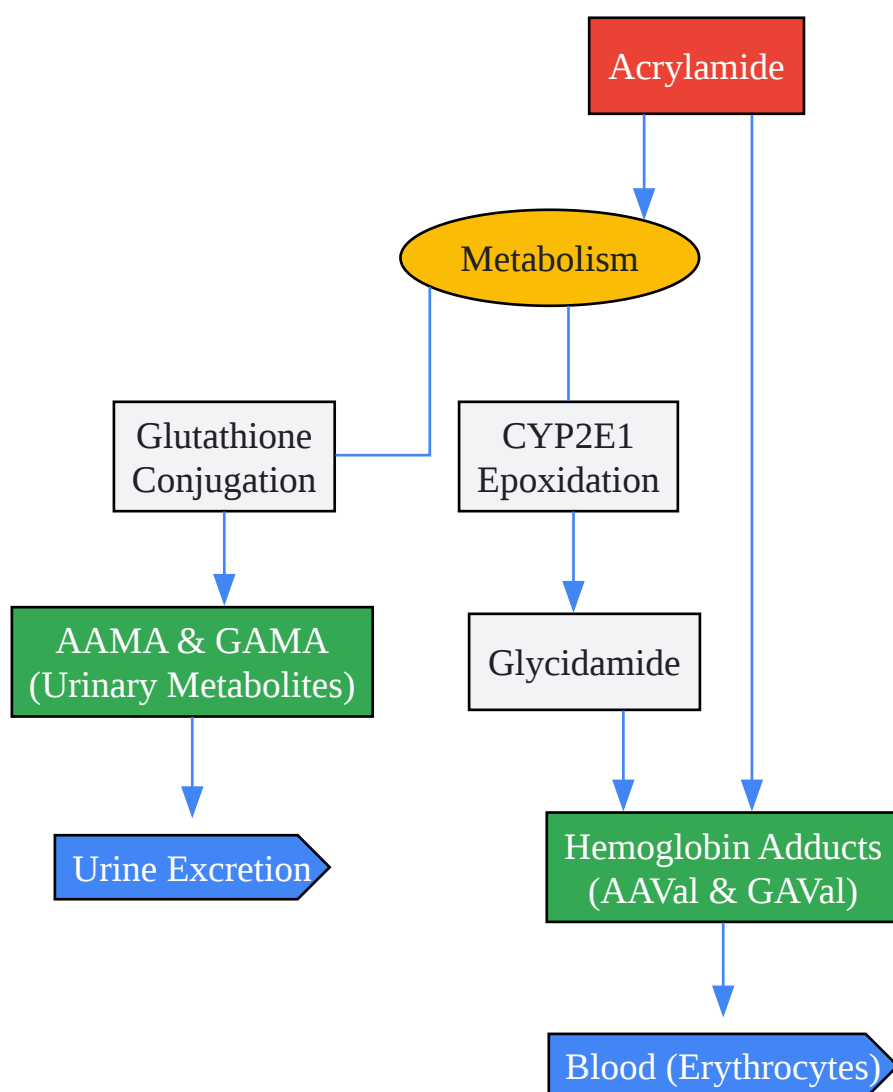 Acrylamide
Metabolism
Glutathione
Conjugation
CYP2E1
Epoxidation
AAMA & GAMA
(Urinary Metabolites)
Glycidamide
Urine Excretion
Hemoglobin Adducts
(AAVal & GAVal)
Blood (Erythrocytes)